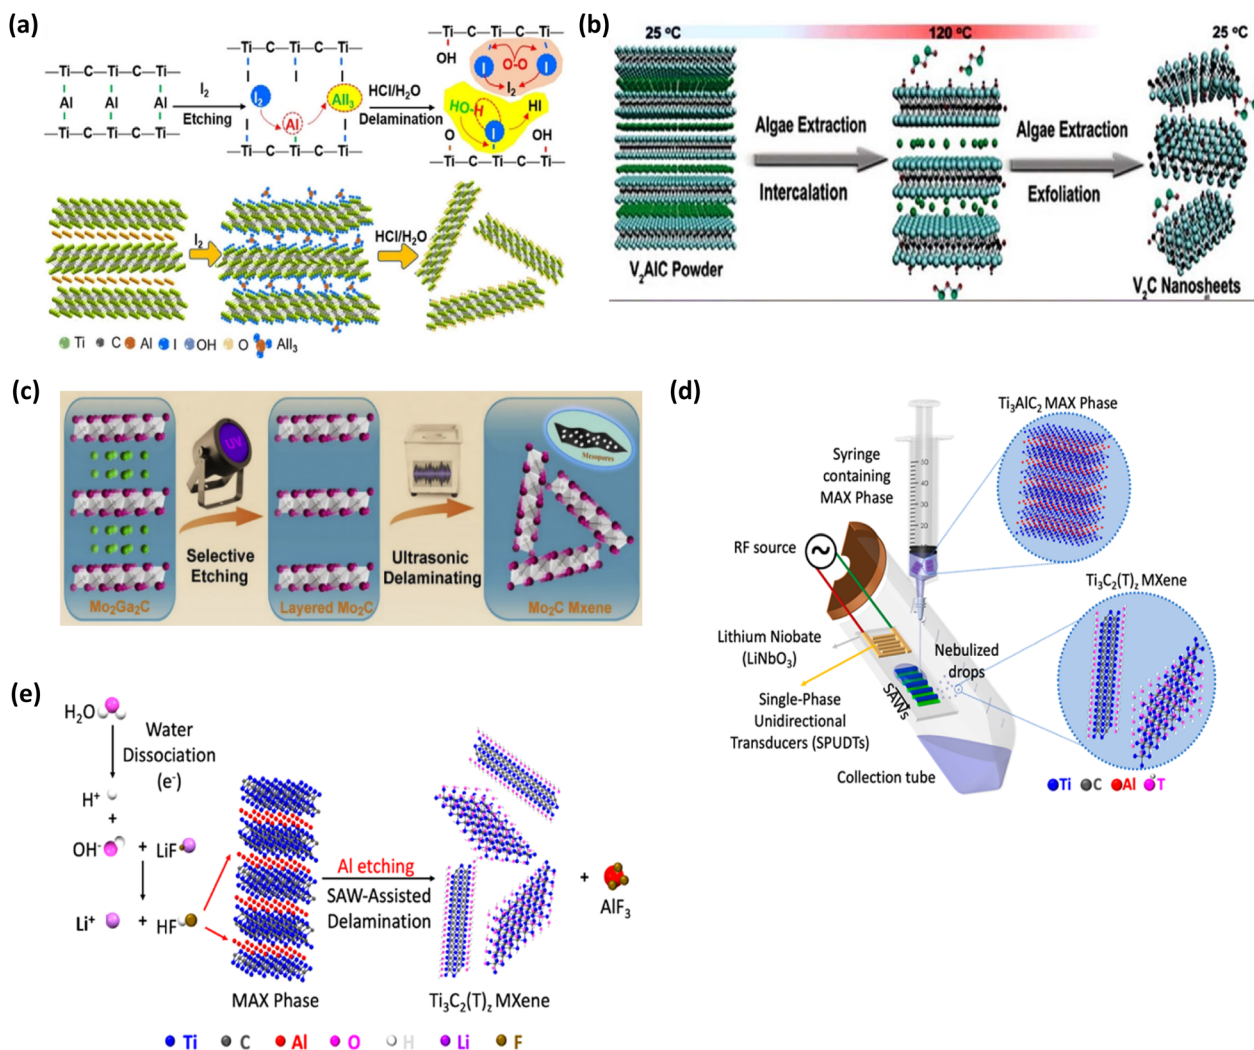 (a)
—Ti—C—Ti—C—Ti—
Al Al Al
—Ti—C—Ti—C—Ti—
I₂
Etching
—Ti—C—Ti—C—Ti—
I₂
Al
AlI₃
—Ti—C—Ti—C—Ti—
HCl/H₂O
Delamination
—Ti—C—Ti—C—Ti—
OH
I O-O I
I₂
HO-H HI
I
O OH
—Ti—C—Ti—C—Ti—
I₂
HCl/H₂O
Ti C Al I OH O AlI₃
(b)
25 °C 120 °C 25 °C
Algae Extraction
Intercalation
Algae Extraction
Exfoliation
V₂AlC Powder
V₂C Nanosheets
(c)
UV
Selective
Etching
Ultrasonic
Delaminating
Mesopores
Mo₂Ga₂C
Layered Mo₂C
Mo₂C Mxene
(d)
Ti₃AlC₂ MAX Phase
Syringe
containing
MAX Phase
50
40
30
20
RF source
Ti₃C₂(T)z MXene
Lithium Niobate
(LiNbO₃)
Nebulized
drops
SAWs
Single-Phase
Unidirectional
Transducers (SPUDTs)
Collection tube
Ti C Al T
(e)
H₂O
Water
Dissociation
(e⁻)
H⁺
+
OH⁻ + LiF
Li⁺ + HF
Al etching
SAW-Assisted
Delamination
+
AlF₃
MAX Phase
Ti₃C₂(T)z MXene
Ti C Al O H Li F